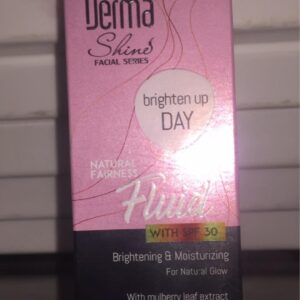 Derma
Shine
FACIAL SERIES
brighten up
DAY
NATURAL
FAIRNESS
Fluid
WITH SPF 30
Brightening & Moisturizing
For Natural Glow
With mulberry leaf extract